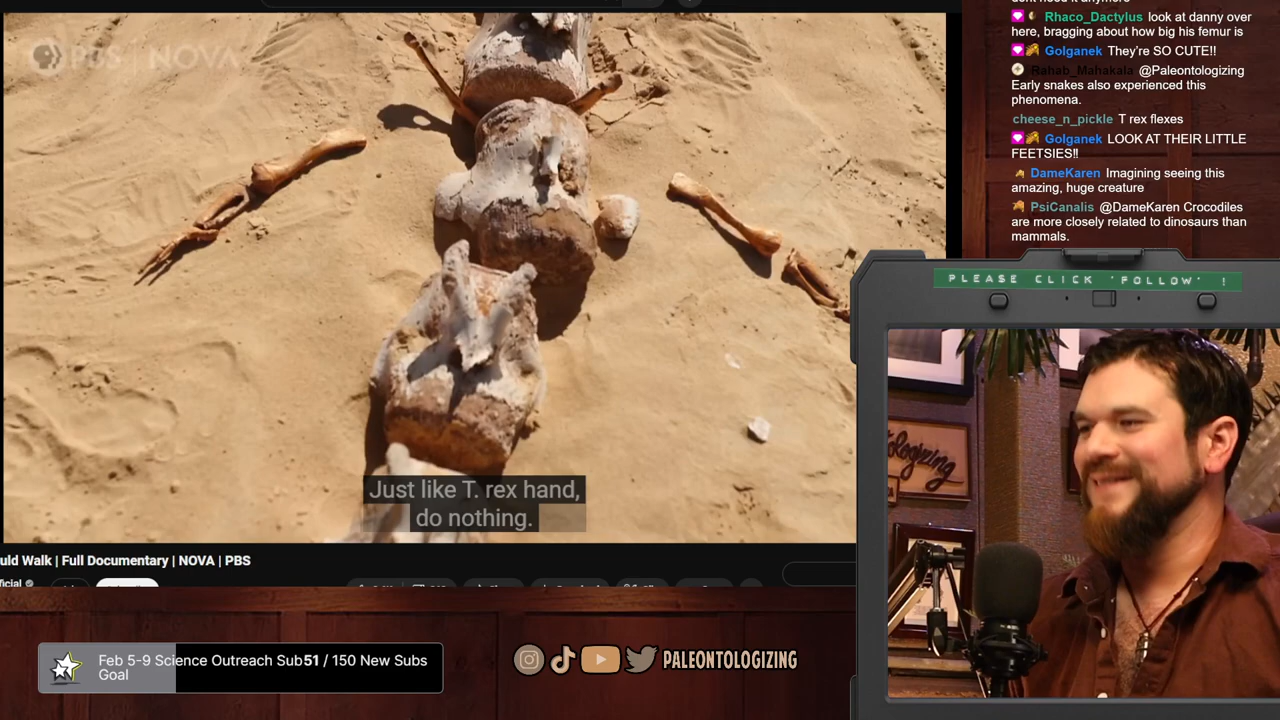 PBS | NOVA
Just like T. rex hand,
do nothing.
uld Walk | Full Documentary | NOVA | PBS
icial
Feb 5-9 Science Outreach Sub 51 / 150 New Subs
Goal
PALEONTOLOGIZING
Rhaco_Dactylus look at danny over
here, bragging about how big his femur is
Golganek They're SO CUTE!!
Rahab_Mahakala @Paleontologizing
Early snakes also experienced this
phenomena.
cheese_n_pickle T rex flexes
Golganek LOOK AT THEIR LITTLE
FEETSIES!!
DameKaren Imagining seeing this
amazing, huge creature
PsiCanalis @DameKaren Crocodiles
are more closely related to dinosaurs than
mammals.
PLEASE CLICK 'FOLLOW' !
ologizing